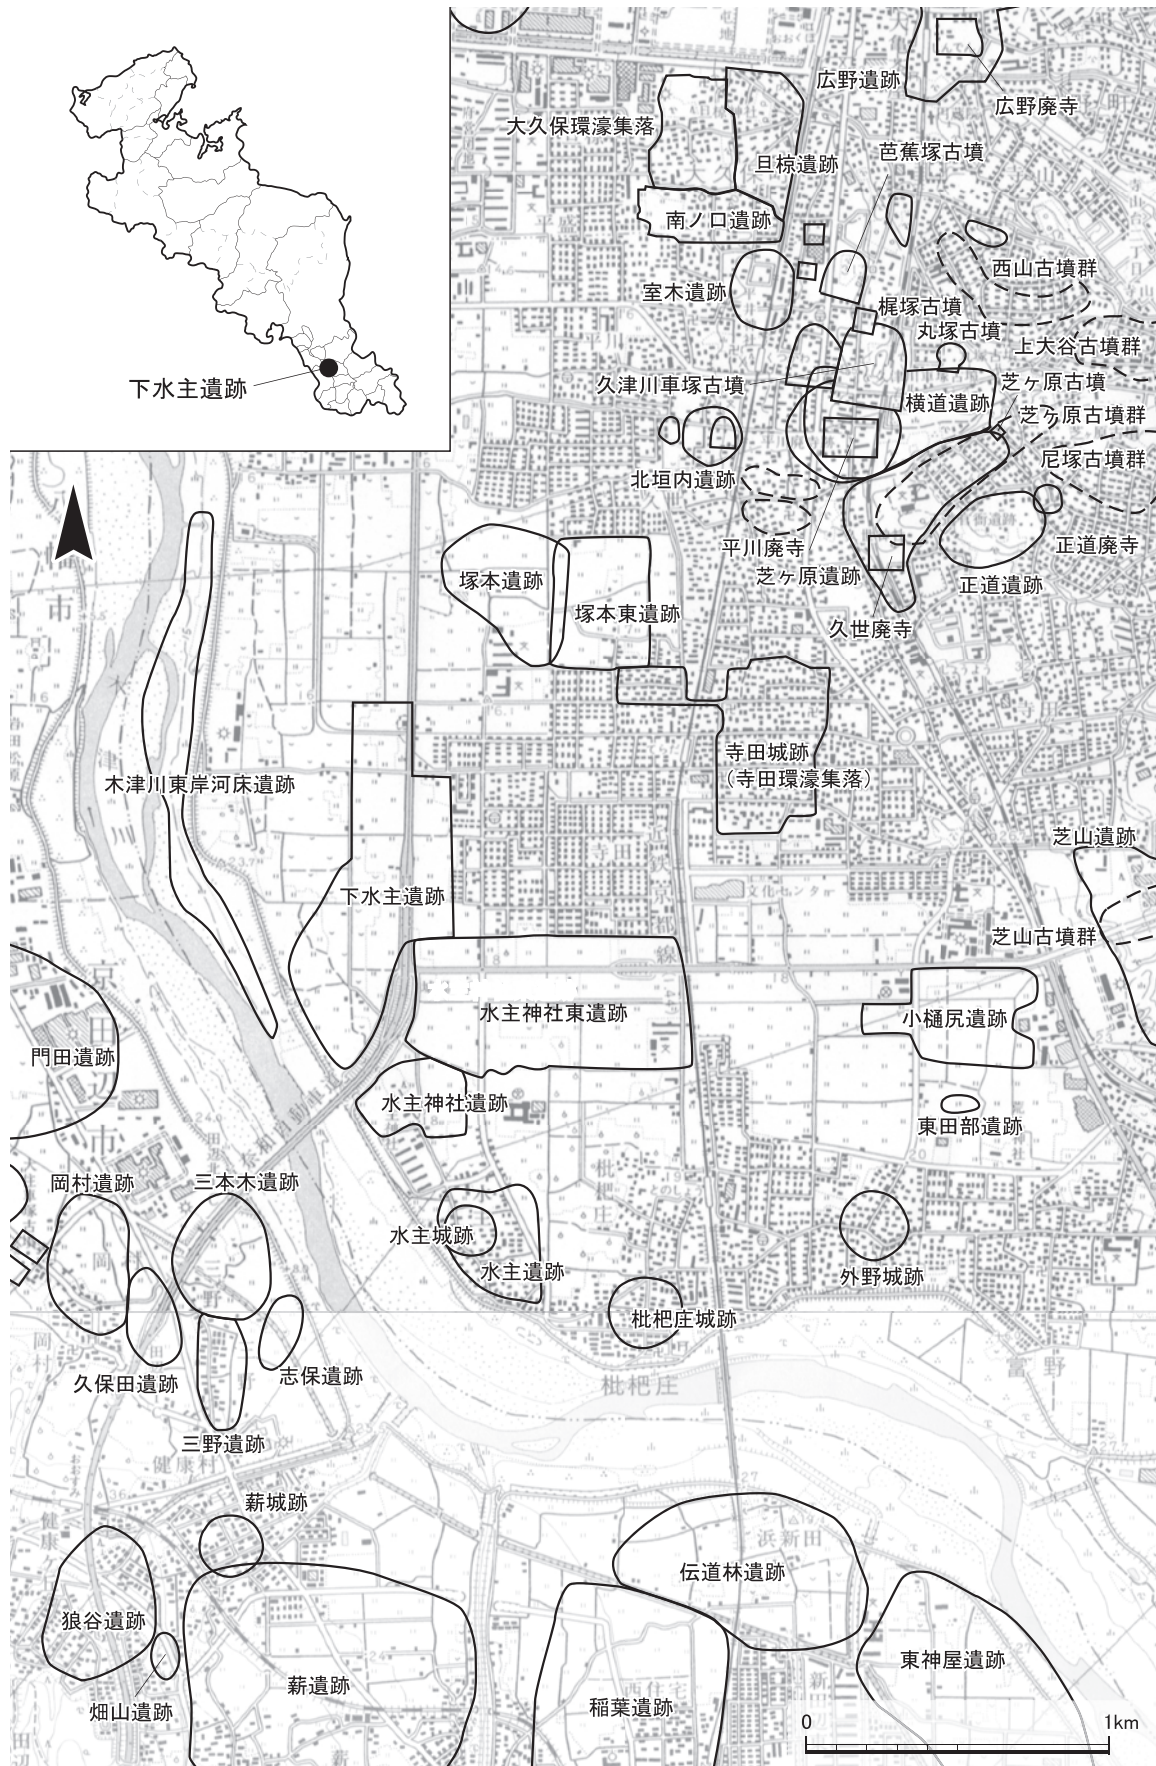 広野遺跡
広野廃寺
大久保環濠集落
旦椋遺跡
芭蕉塚古墳
南ノ口遺跡
西山古墳群
室木遺跡
梶塚古墳
丸塚古墳
上大谷古墳群
下水主遺跡
久津川車塚古墳
芝ヶ原古墳
横道遺跡
芝ヶ原古墳群
尼塚古墳群
北垣内遺跡
平川廃寺
正道廃寺
芝ヶ原遺跡
正道遺跡
塚本遺跡
塚本東遺跡
久世廃寺
寺田城跡
（寺田環濠集落）
木津川東岸河床遺跡
芝山遺跡
下水主遺跡
芝山古墳群
水主神社東遺跡
小樋尻遺跡
門田遺跡
水主神社遺跡
東田部遺跡
岡村遺跡
三本木遺跡
水主城跡
水主遺跡
外野城跡
枇杷庄城跡
久保田遺跡
志保遺跡
枇杷庄
富野
三野遺跡
健康村
薪城跡
浜新田
伝道林遺跡
狼谷遺跡
東神屋遺跡
薪遺跡
畑山遺跡
西住宅
稲葉遺跡
0
1km